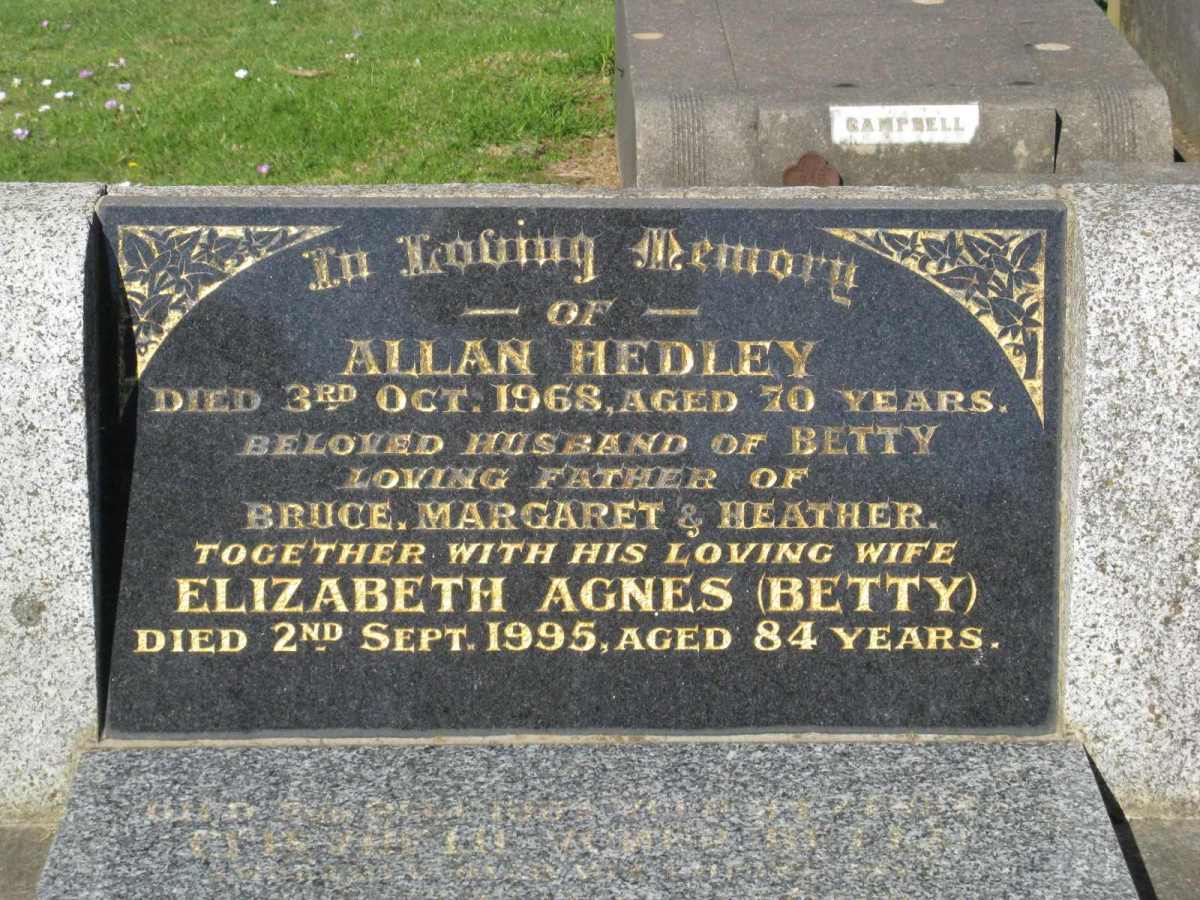 CAMPBELL
In Loving Memory
— OF —
ALLAN HEDLEY
DIED 3RD OCT. 1968, AGED 70 YEARS.
BELOVED HUSBAND OF BETTY
LOVING FATHER OF
BRUCE, MARGARET & HEATHER.
TOGETHER WITH HIS LOVING WIFE
ELIZABETH AGNES (BETTY)
DIED 2ND SEPT. 1995, AGED 84 YEARS.